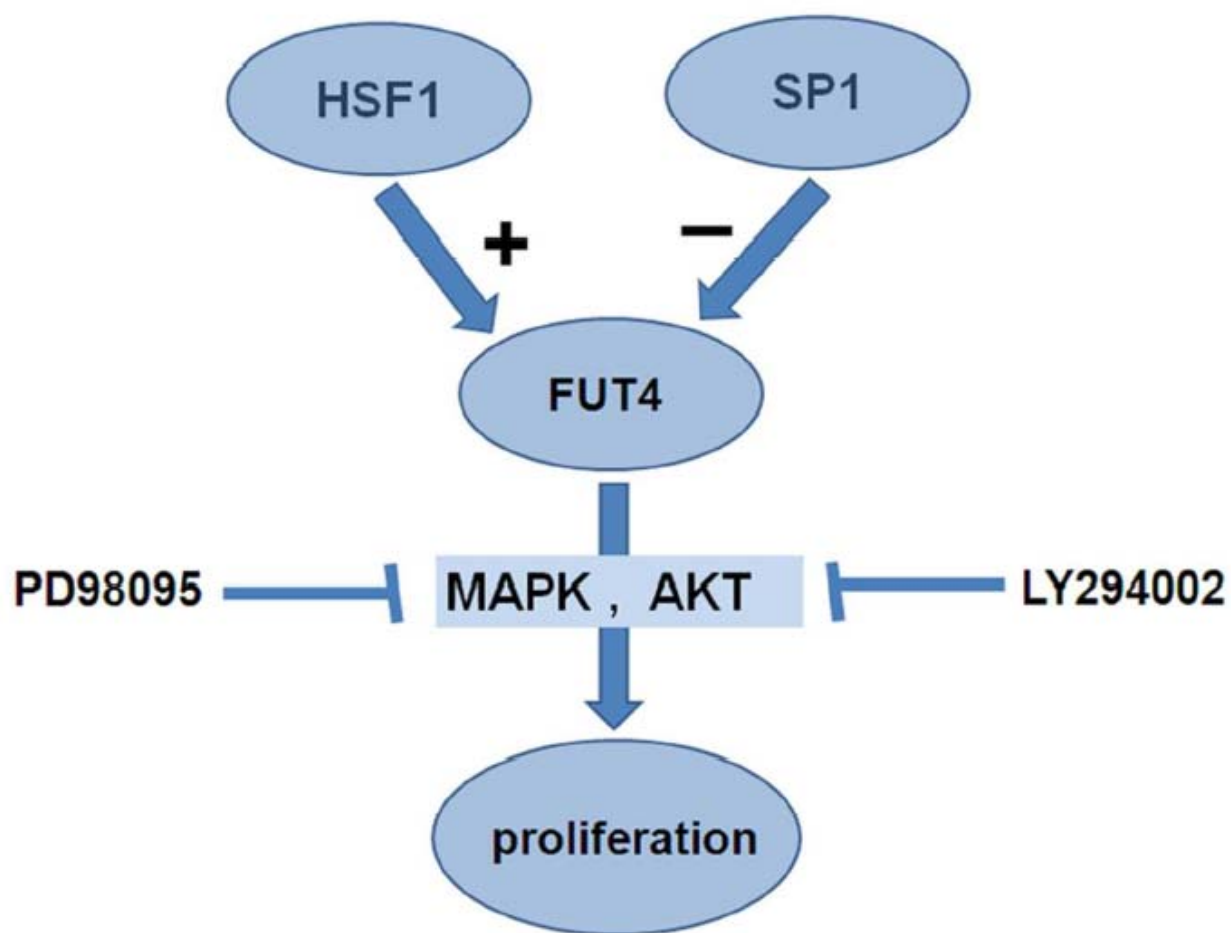 HSF1
SP1
+
−
FUT4
PD98095
MAPK , AKT
LY294002
proliferation